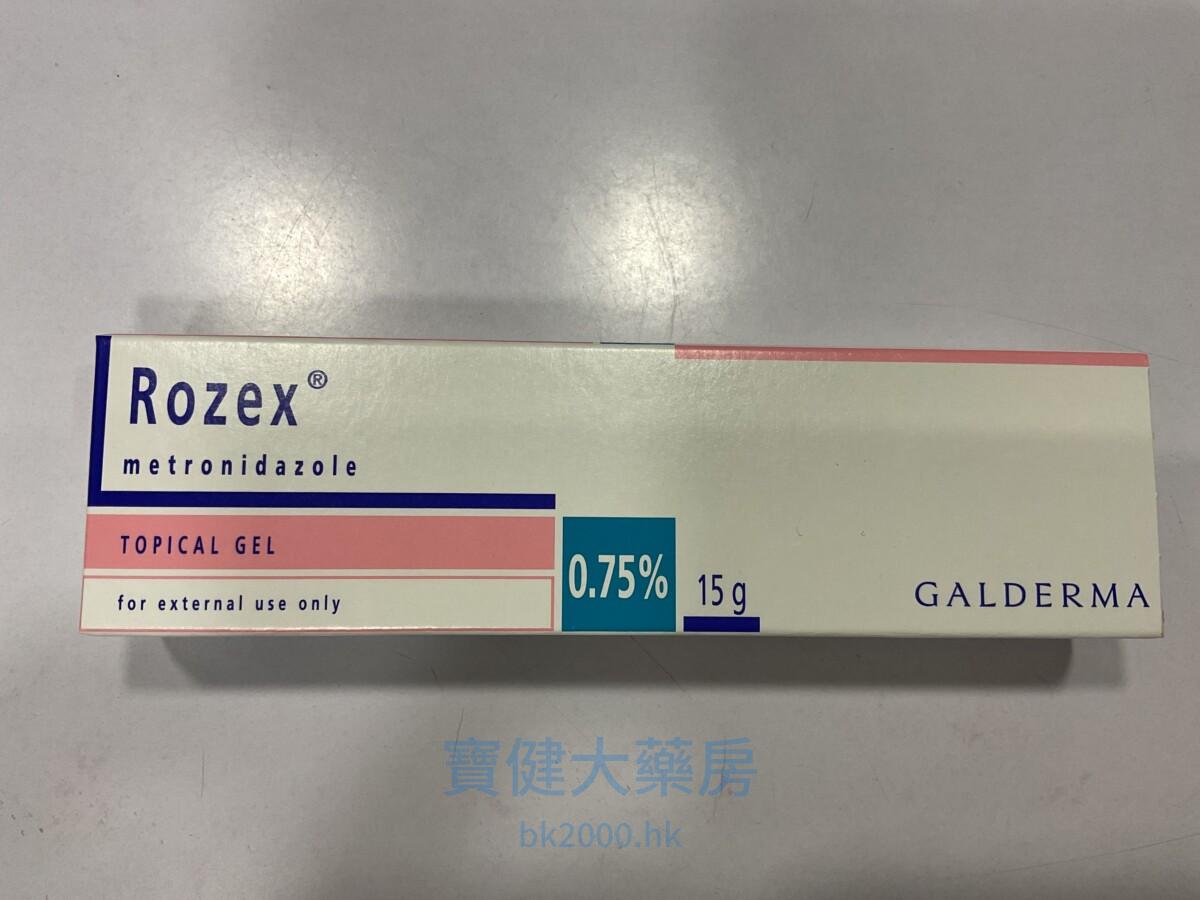 Rozex®
metronidazole
TOPICAL GEL
for external use only
0.75%
15 g
GALDERMA
寶健大藥房
bk2000.hk